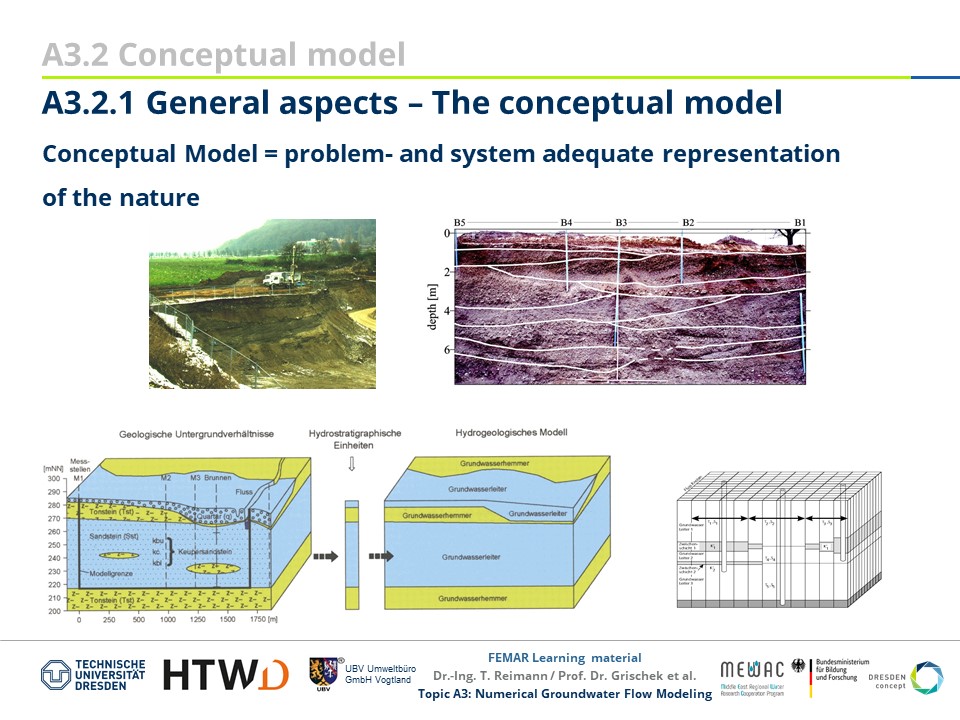 A3.2 Conceptual model
A3.2.1 General aspects – The conceptual model
Conceptual Model = problem- and system adequate representation
of the nature
B5 B4 B3 B2 B1
0
2
4
6
depth [m]
Geologische Untergrundverhältnisse
Hydrostratigraphische
Einheiten
Hydrogeologisches Modell
[mNN]
Mess-
stellen
M1 M2 M3 Brunnen
Fluss
300
290
280
270
260
250
240
230
220
210
200
Tonstein (Tst)
Quartär (q)
Sandstein (Sst)
kbu
kc
kbl
Keupersandstein
Modellgrenze
Tonstein (Tst)
0 250 500 1000 1250 1500 1750 [m]
Grundwasserhemmer
Grundwasserleiter
Grundwasserhemmer
Grundwasserleiter
Grundwasserleiter
Grundwasserhemmer
TECHNISCHE
UNIVERSITÄT
DRESDEN
HTWD
UBV
UBV Umweltbüro
GmbH Vogtland
FEMAR Learning material
Dr.-Ing. T. Reimann / Prof. Dr. Grischek et al.
Topic A3: Numerical Groundwater Flow Modeling
MEWAC
Middle East Regional Water
Research Cooperation Program
Bundesministerium
für Bildung
und Forschung
DRESDEN
concept